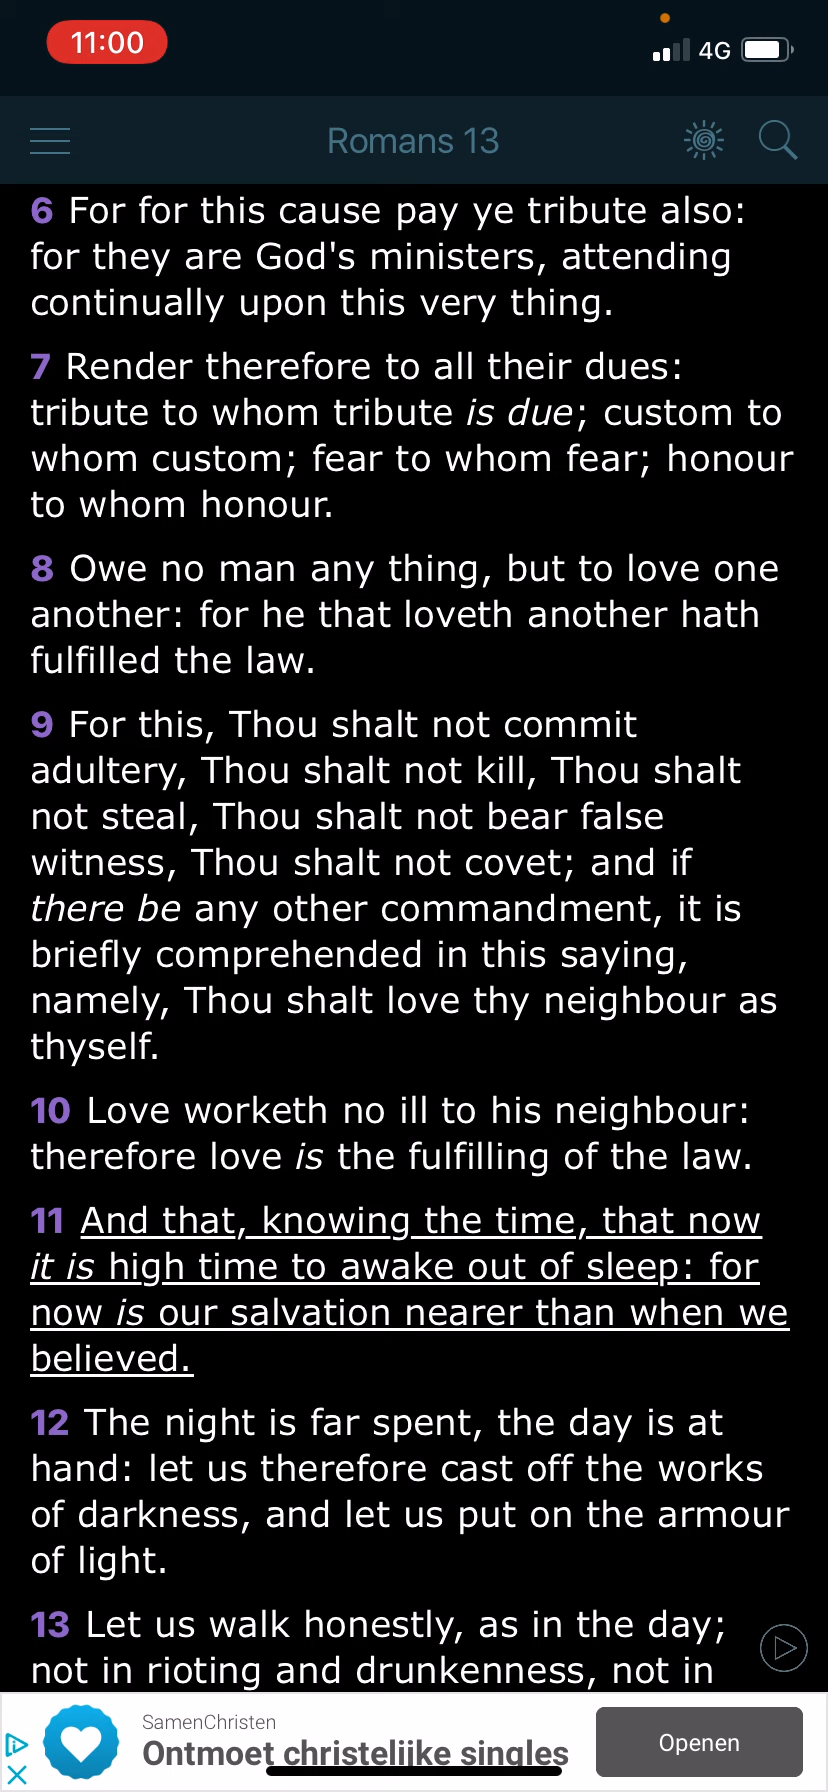 11:00
4G
Romans 13
6 For for this cause pay ye tribute also:
for they are God's ministers, attending
continually upon this very thing.
7 Render therefore to all their dues:
tribute to whom tribute is due; custom to
whom custom; fear to whom fear; honour
to whom honour.
8 Owe no man any thing, but to love one
another: for he that loveth another hath
fulfilled the law.
9 For this, Thou shalt not commit
adultery, Thou shalt not kill, Thou shalt
not steal, Thou shalt not bear false
witness, Thou shalt not covet; and if
there be any other commandment, it is
briefly comprehended in this saying,
namely, Thou shalt love thy neighbour as
thyself.
10 Love worketh no ill to his neighbour:
therefore love is the fulfilling of the law.
11 And that, knowing the time, that now
it is high time to awake out of sleep: for
now is our salvation nearer than when we
believed.
12 The night is far spent, the day is at
hand: let us therefore cast off the works
of darkness, and let us put on the armour
of light.
13 Let us walk honestly, as in the day;
not in rioting and drunkenness, not in
SamenChristen
Ontmoet christelijke singles
Openen